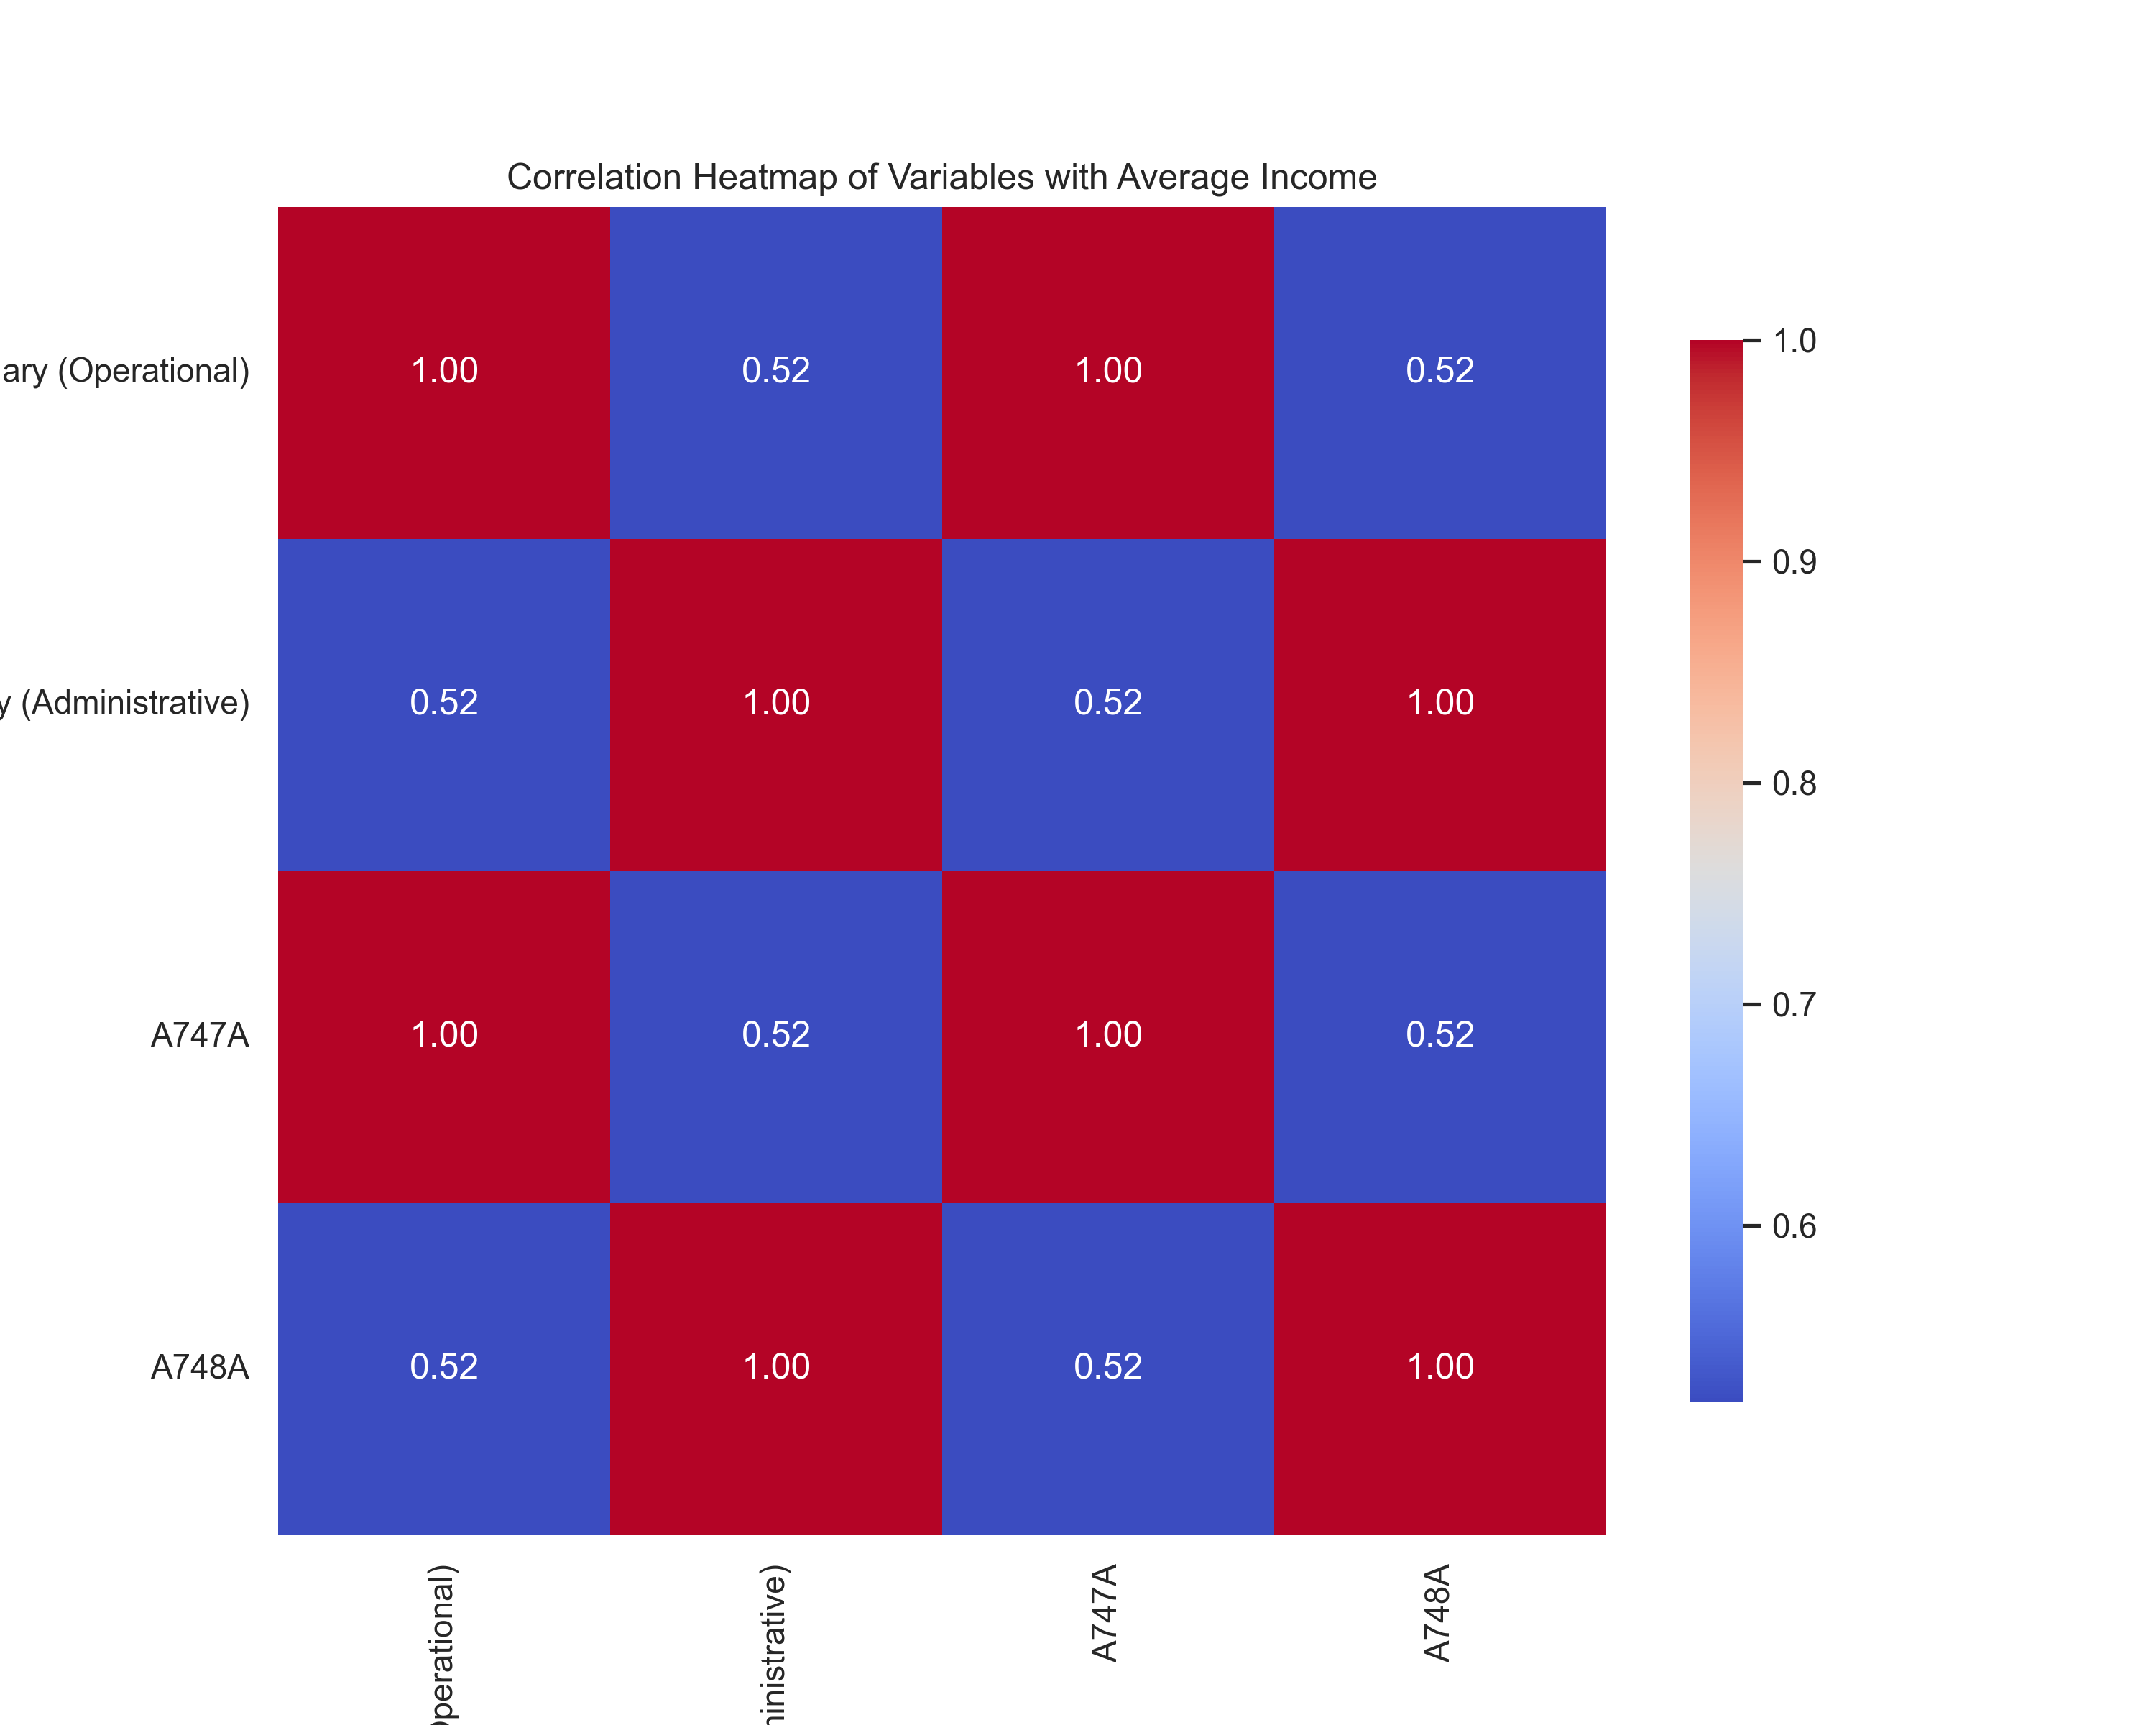 Correlation Heatmap of Variables with Average Income
ary (Operational)
1.00 0.52 1.00 0.52
1.0
0.9
y (Administrative)
0.52 1.00 0.52 1.00
0.8
0.7
A747A
1.00 0.52 1.00 0.52
0.6
A748A
0.52 1.00 0.52 1.00
Operational)
ministrative)
A747A
A748A